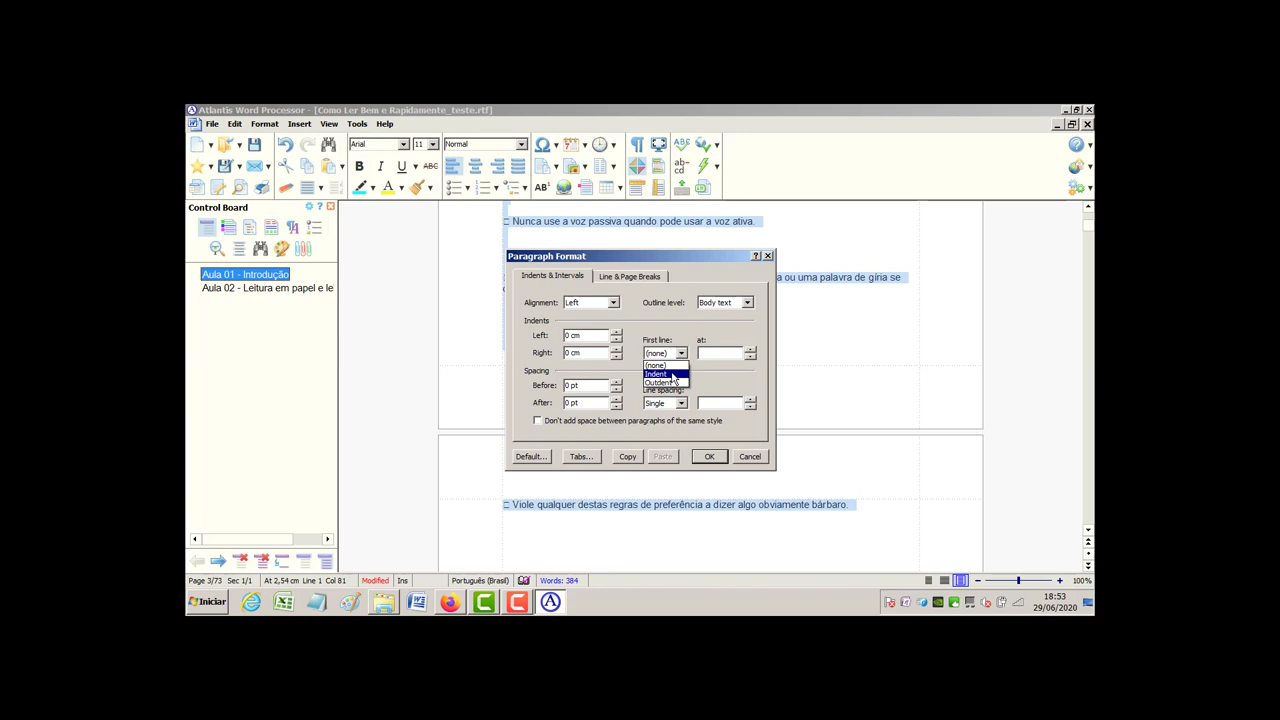 Atlantis Word Processor - [Como Ler Bem e Rapidamente_teste.rtf]
File Edit Format Insert View Tools Help
Arial 11 Normal
B I U ABC
Control Board
Aula 01 - Introdução
Aula 02 - Leitura em papel e le
Nunca use a voz passiva quando pode usar a voz ativa.
a ou uma palavra de gíria se
Paragraph Format
Indents & Intervals Line & Page Breaks
Alignment: Left Outline level: Body text
Indents
Left: 0 cm First line: at:
Right: 0 cm (none)
(none)
Indent
Outdent
Spacing
Before: 0 pt Line spacing:
After: 0 pt Single
Don't add space between paragraphs of the same style
Default... Tabs... Copy Paste OK Cancel
Viole qualquer destas regras de preferência a dizer algo obviamente bárbaro.
Page 3/73 Sec 1/1 At 2,54 cm Line 1 Col 81 Modified Ins Português (Brasil) Words: 384 100%
Iniciar
18:53
29/06/2020